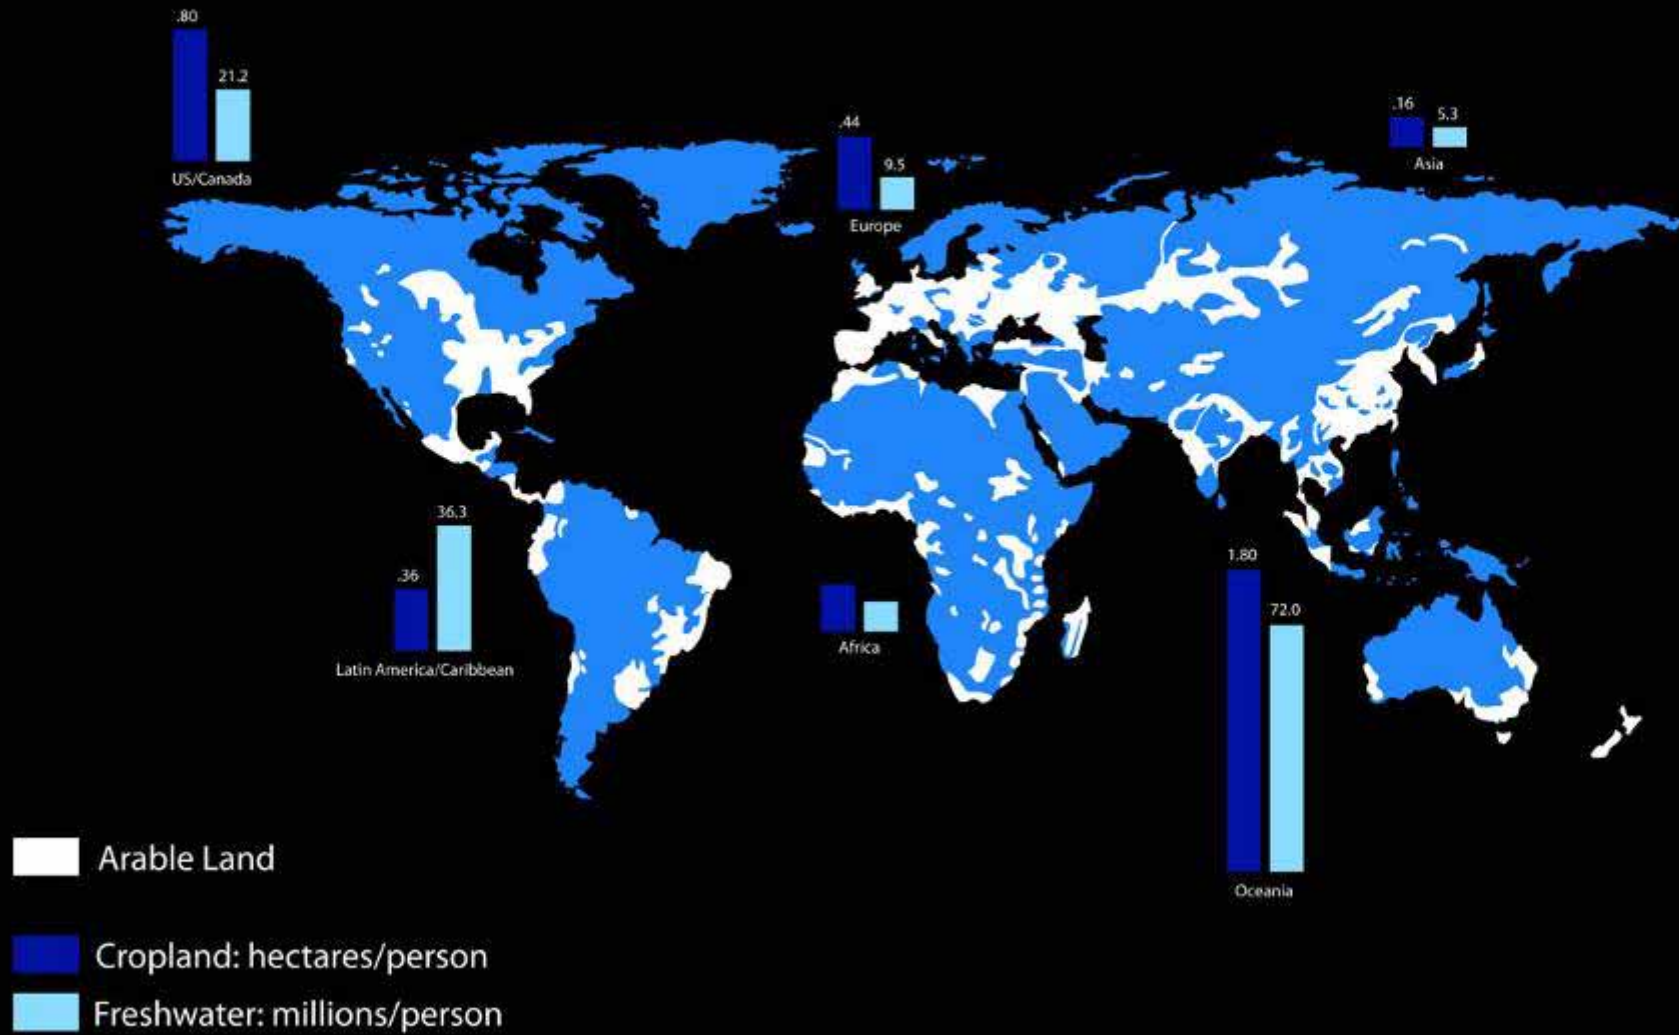 .80
21.2
US/Canada
.44
9.5
Europe
.16
5.3
Asia
36.3
.36
Latin America/Caribbean
Africa
1.80
72.0
Oceania
Arable Land
Cropland: hectares/person
Freshwater: millions/person